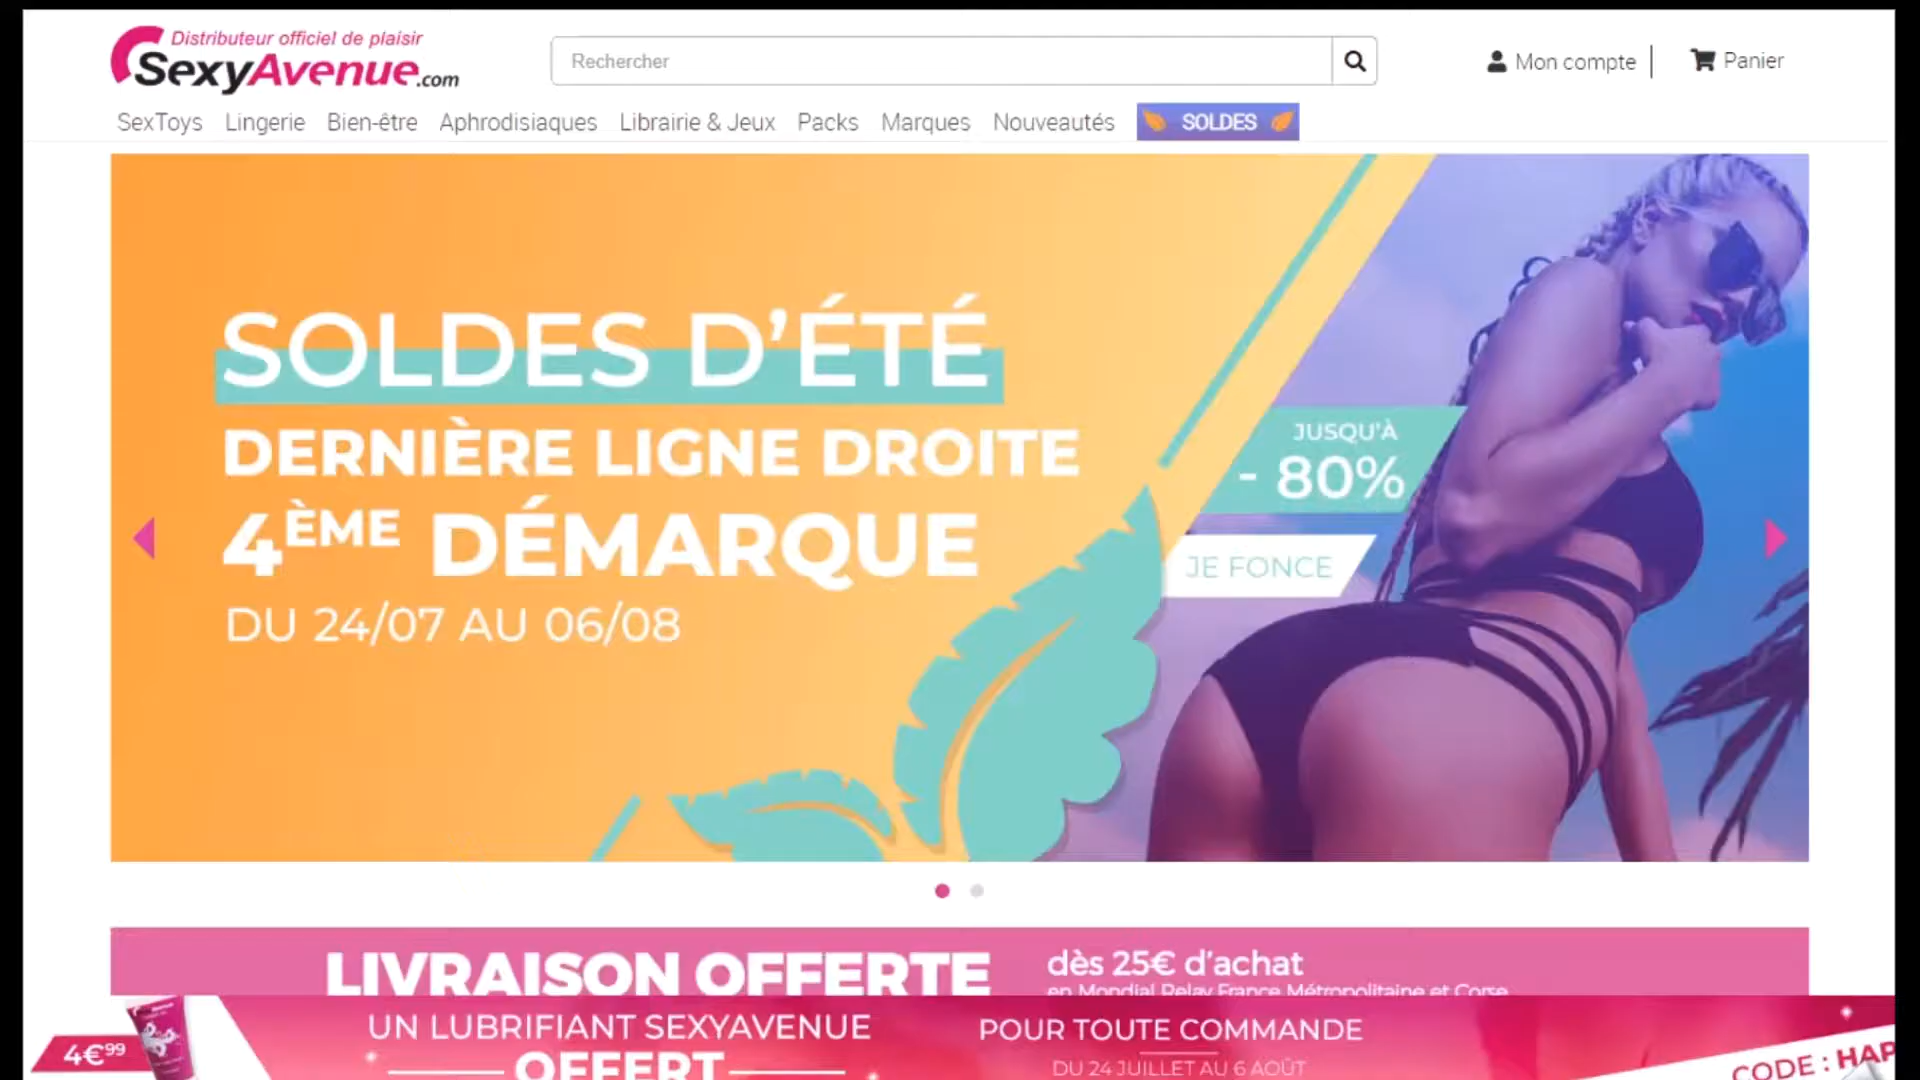 Distributeur officiel de plaisir
SexyAvenue.com
Rechercher
Mon compte
Panier
SexToys Lingerie Bien-être Aphrodisiaques Librairie & Jeux Packs Marques Nouveautés SOLDES
SOLDES D'ÉTÉ
DERNIÈRE LIGNE DROITE
4ÈME DÉMARQUE
DU 24/07 AU 06/08
JUSQU'À
- 80%
JE FONCE
LIVRAISON OFFERTE
dès 25€ d'achat
en Mondial Relay France Métropolitaine et Corse
4€99
UN LUBRIFIANT SEXYAVENUE
OFFERT
POUR TOUTE COMMANDE
DU 24 JUILLET AU 6 AOÛT
CODE : HAP